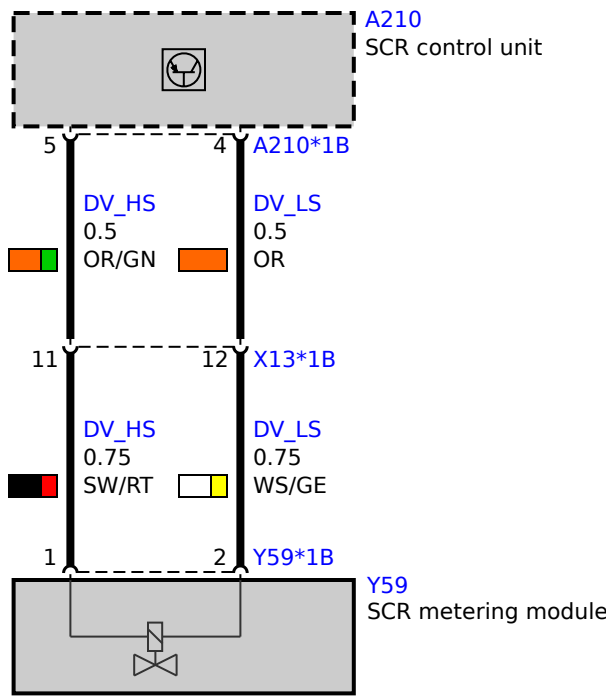 A210
SCR control unit
5 4 A210*1B
DV_HS DV_LS
0.5 0.5
OR/GN OR
11 12 X13*1B
DV_HS DV_LS
0.75 0.75
SW/RT WS/GE
1 2 Y59*1B
Y59
SCR metering module